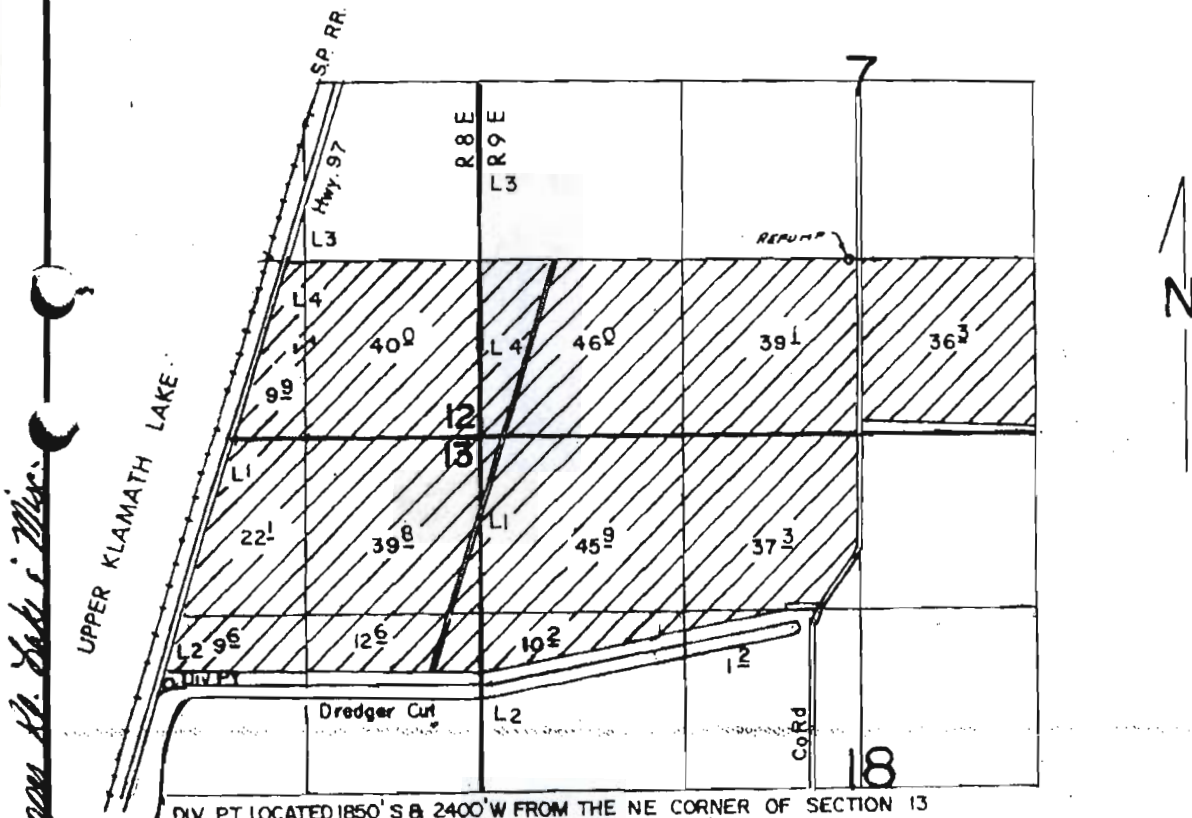 S.P. RR.
7
R8E
R9E
Hwy. 97
L3
L3
REPUMP
N
L4
40 0
L4
46 0
39 1
36 3
9 9
UPPER KLAMATH LAKE
12
13
L1
L1
22 1
39 8
45 9
37 3
L2
9 6
12 6
10 2
1 2
DIV PT
Dredger Cut
L2
Co Rd
18
DIV. PT LOCATED 1850' S & 2400' W FROM THE NE CORNER OF SECTION 13